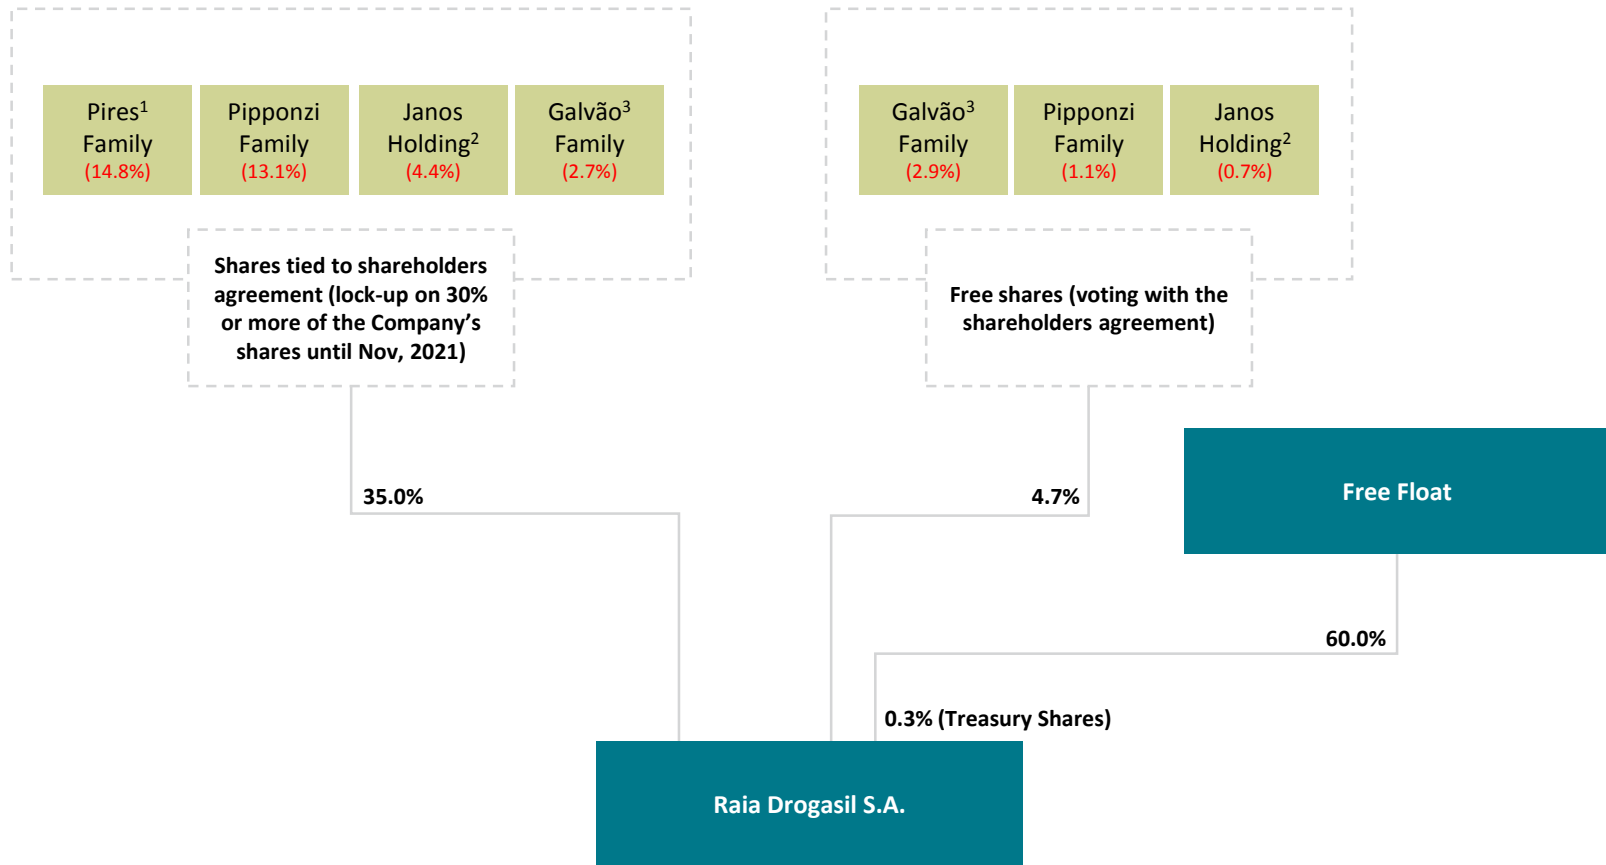 Pires¹
Family
(14.8%)
Pipponzi
Family
(13.1%)
Janos
Holding²
(4.4%)
Galvão³
Family
(2.7%)
Galvão³
Family
(2.9%)
Pipponzi
Family
(1.1%)
Janos
Holding²
(0.7%)
Shares tied to shareholders
agreement (lock-up on 30%
or more of the Company’s
shares until Nov, 2021)
Free shares (voting with the
shareholders agreement)
35.0%
4.7%
Free Float
60.0%
0.3% (Treasury Shares)
Raia Drogasil S.A.